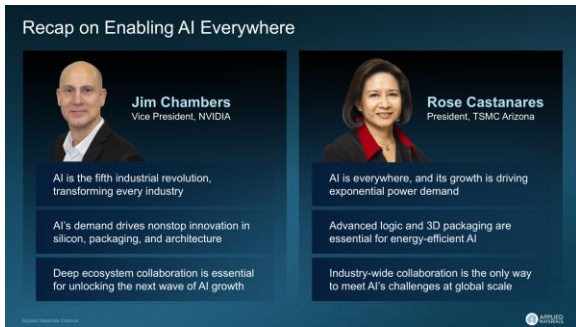 Recap on Enabling AI Everywhere
Jim Chambers
Vice President, NVIDIA
AI is the fifth industrial revolution,
transforming every industry
AI's demand drives nonstop innovation in
silicon, packaging, and architecture
Deep ecosystem collaboration is essential
for unlocking the next wave of AI growth
Rose Castanares
President, TSMC Arizona
AI is everywhere, and its growth is driving
exponential power demand
Advanced logic and 3D packaging are
essential for energy-efficient AI
Industry-wide collaboration is the only way
to meet AI's challenges at global scale
Applied Materials External
APPLIED
MATERIALS